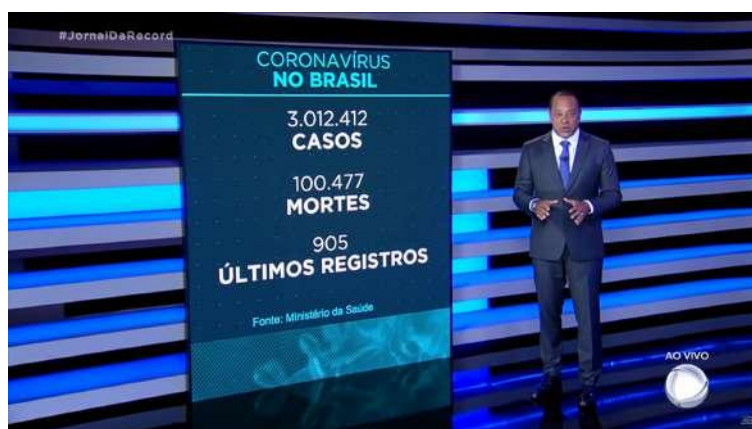 #JornalDaRecord
CORONAVÍRUS
NO BRASIL
3.012.412
CASOS
100.477
MORTES
905
ÚLTIMOS REGISTROS
Fonte: Ministério da Saúde
AO VIVO